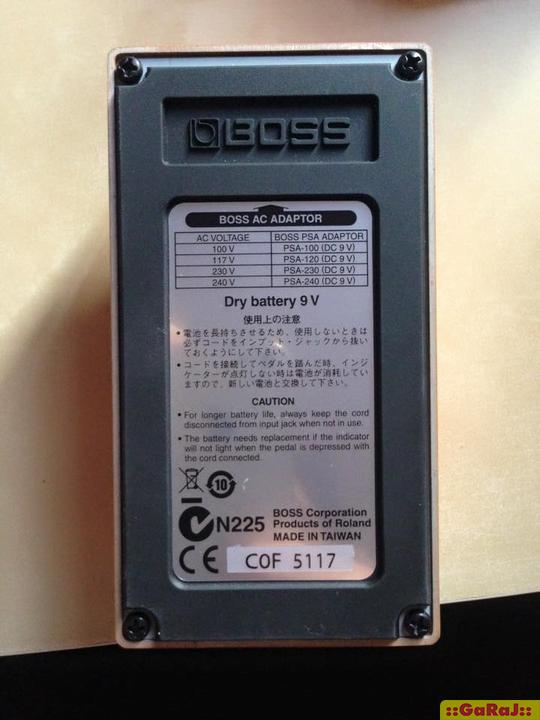 BOSS
BOSS AC ADAPTOR
AC VOLTAGE BOSS PSA ADAPTOR
100 V PSA-100 (DC 9 V)
117 V PSA-120 (DC 9 V)
230 V PSA-230 (DC 9 V)
240 V PSA-240 (DC 9 V)
Dry battery 9 V
使用上の注意
• 電池を長持ちさせるため、使用しないときは
必ずコードをインプット・ジャックから抜い
ておくようにして下さい。
• コードを接続してペダルを踏んだ時、インジ
ケーターが点灯しない時は電池が消耗してい
ますので、新しい電池と交換して下さい。
CAUTION
• For longer battery life, always keep the cord
disconnected from input jack when not in use.
• The battery needs replacement if the indicator
will not light when the pedal is depressed with
the cord connected.
10
N225
BOSS Corporation
Products of Roland
MADE IN TAIWAN
CE COF 5117
::GaRaJ::